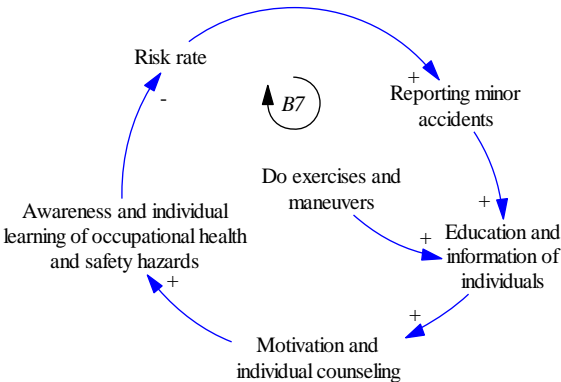 Risk rate
+
Reporting minor
accidents
-
B7
Do exercises and
maneuvers
+
+
Education and
information of
individuals
Awareness and individual
learning of occupational health
and safety hazards
+
+
Motivation and
individual counseling